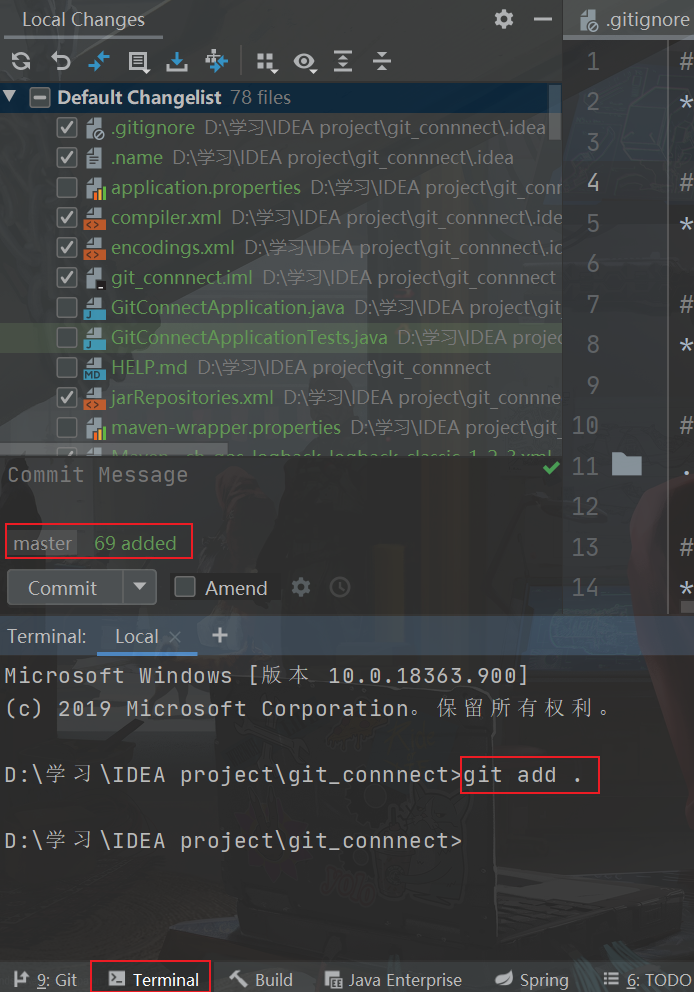 Local Changes
.gitignore
Default Changelist 78 files
.gitignore D:\学习\IDEA project\git_connnect\.idea
.name D:\学习\IDEA project\git_connnect\.idea
application.properties D:\学习\IDEA project\git_conn
compiler.xml D:\学习\IDEA project\git_connnect\.ide
encodings.xml D:\学习\IDEA project\git_connnect\.ic
git_connnect.iml D:\学习\IDEA project\git_connnect
GitConnectApplication.java D:\学习\IDEA project\git
GitConnectApplicationTests.java D:\学习\IDEA projec
HELP.md D:\学习\IDEA project\git_connnect
jarRepositories.xml D:\学习\IDEA project\git_connne
maven-wrapper.properties D:\学习\IDEA project\git_
1 #
2 *
3
4 #
5 *
6
7 #
8 *
9
10 #
11 .
12
13 #
14 *
Commit Message
master 69 added
Commit Amend
Terminal: Local × +
Microsoft Windows [版本 10.0.18363.900]
(c) 2019 Microsoft Corporation。保留所有权利。
D:\学习\IDEA project\git_connnect>git add .
D:\学习\IDEA project\git_connnect>
9: Git Terminal Build Java Enterprise Spring 6: TODO